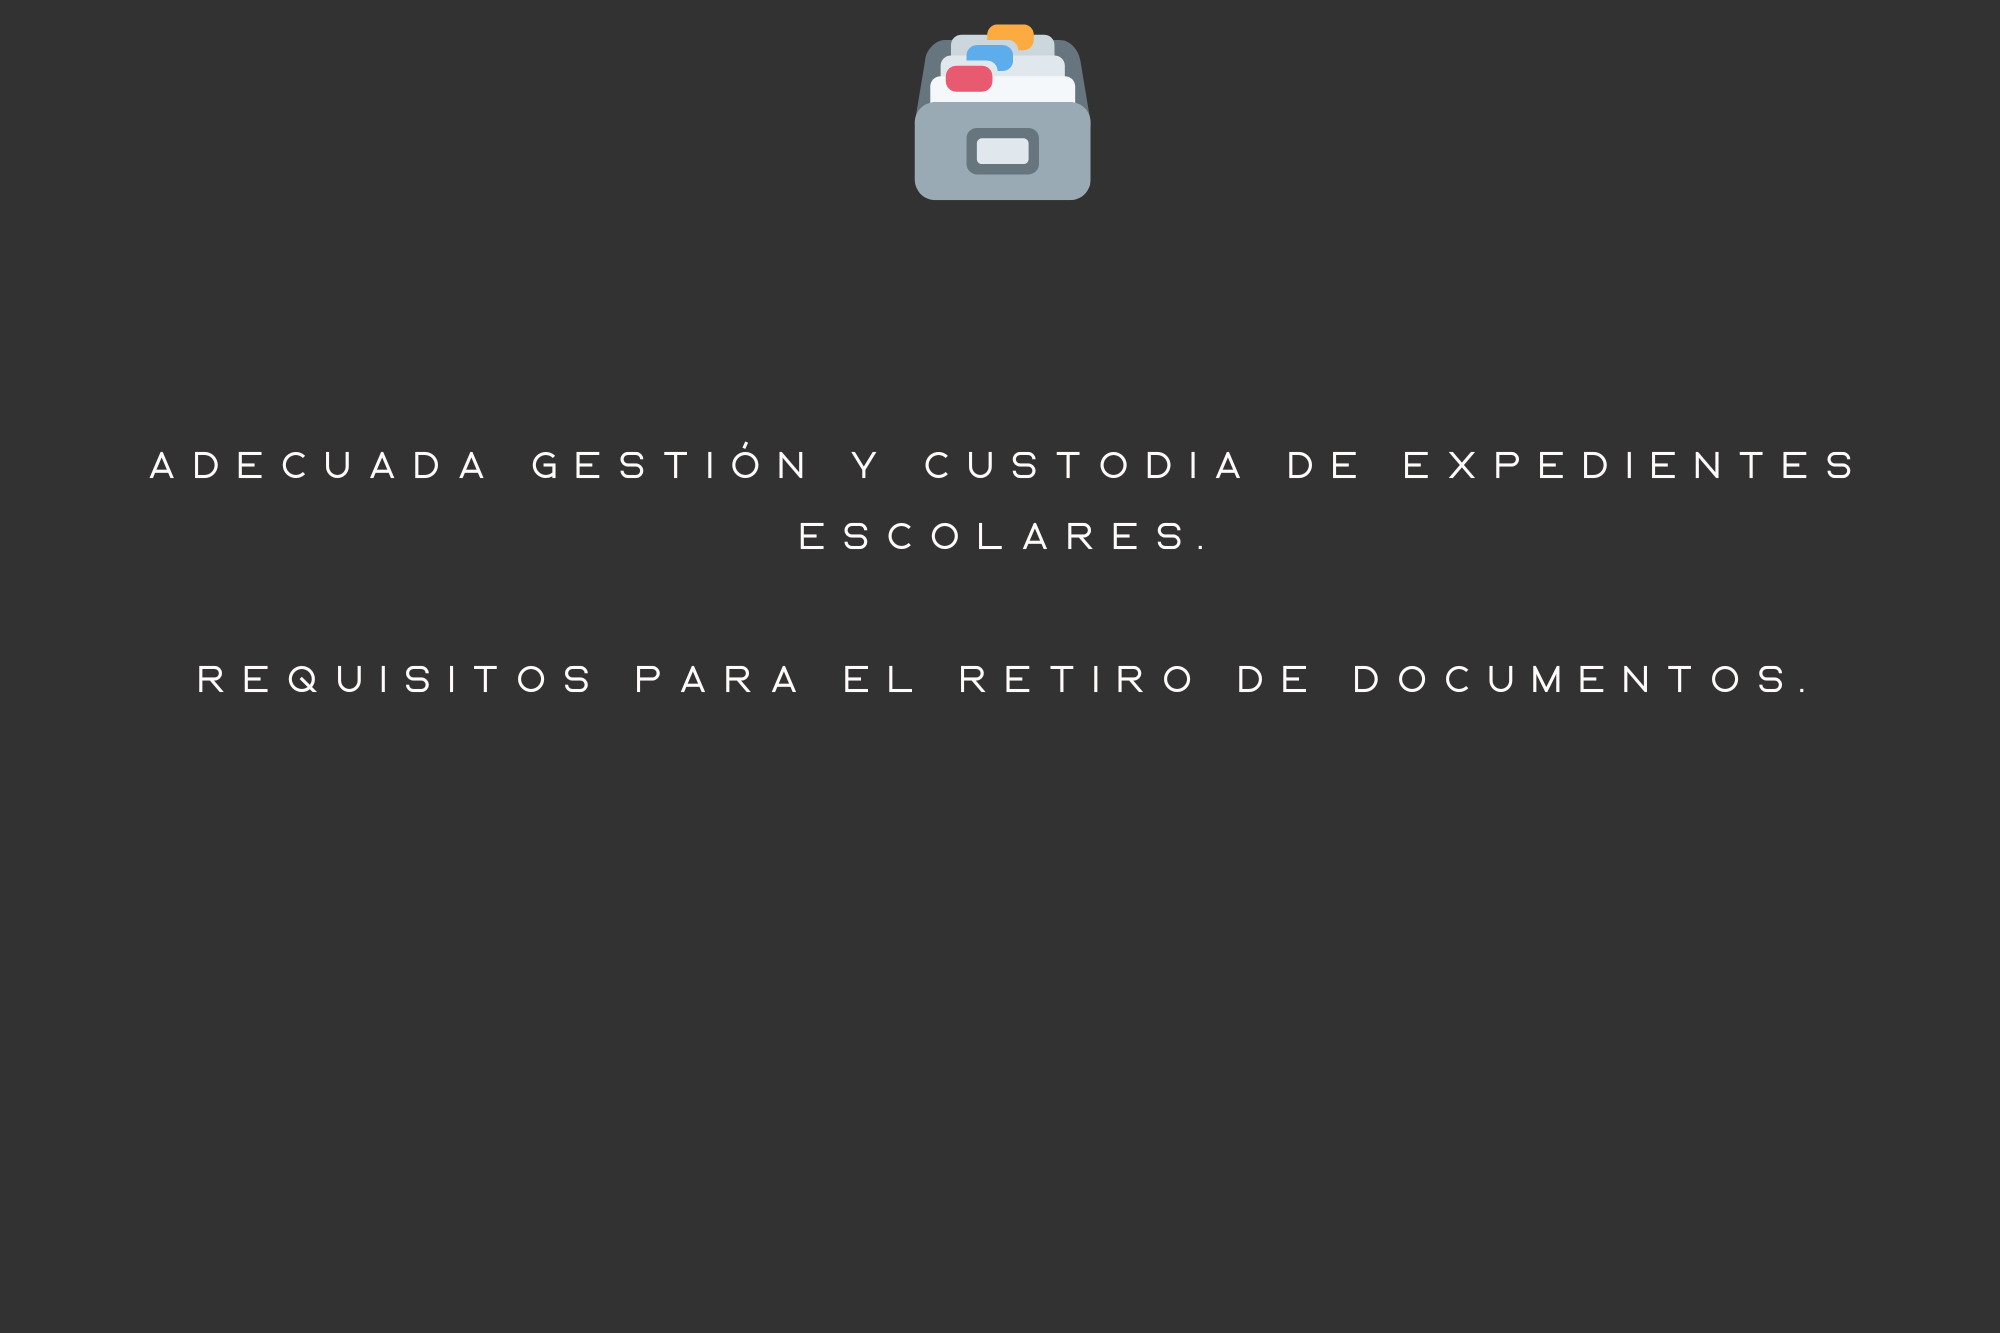 ADECUADA GESTIÓN Y CUSTODIA DE EXPEDIENTES
ESCOLARES.
REQUISITOS PARA EL RETIRO DE DOCUMENTOS.